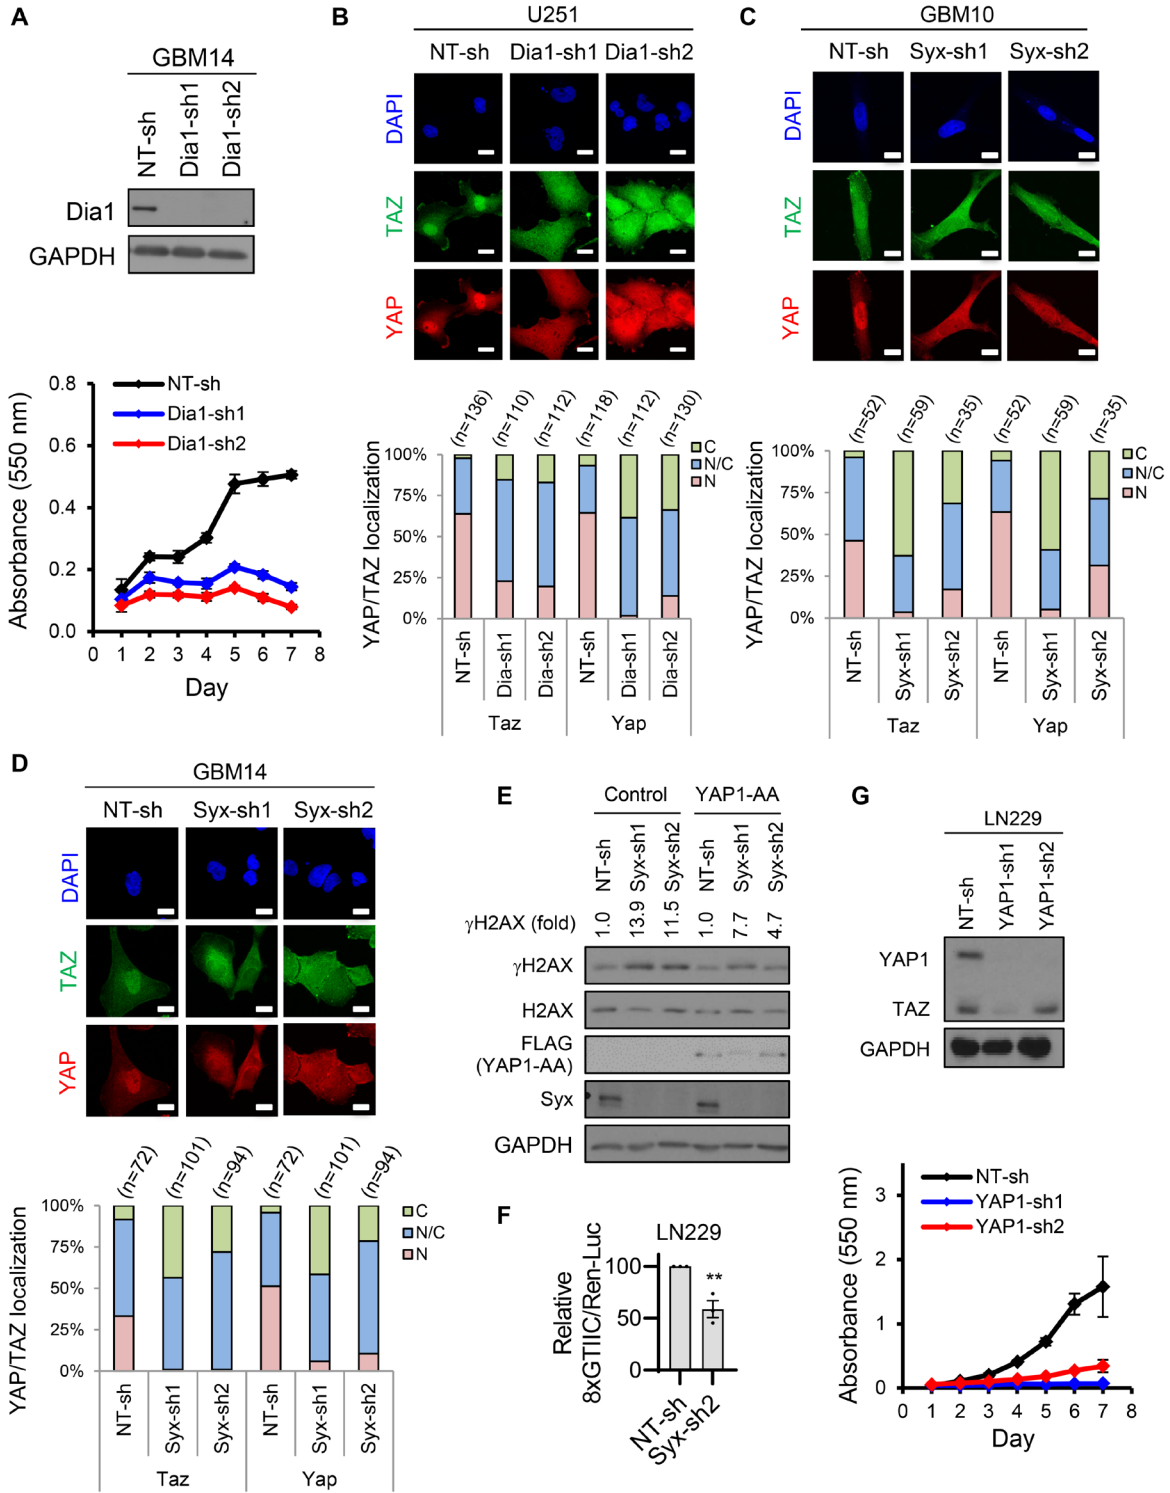 A
GBM14
NT-sh
Dia1-sh1
Dia1-sh2
Dia1
GAPDH
Absorbance (550 nm)
0.8
0.6
0.4
0.2
0.0
NT-sh
Dia1-sh1
Dia1-sh2
0 1 2 3 4 5 6 7 8
Day
B
U251
NT-sh Dia1-sh1 Dia1-sh2
DAPI
TAZ
YAP
(n=136) (n=110) (n=112) (n=118) (n=112) (n=130)
YAP/TAZ localization
100%
75%
50%
25%
0%
C
N/C
N
NT-sh Dia-sh1 Dia-sh2 NT-sh Dia-sh1 Dia-sh2
Taz Yap
C
GBM10
NT-sh Syx-sh1 Syx-sh2
DAPI
TAZ
YAP
(n=52) (n=59) (n=35) (n=52) (n=59) (n=35)
YAP/TAZ localization
100%
75%
50%
25%
0%
C
N/C
N
NT-sh Syx-sh1 Syx-sh2 NT-sh Syx-sh1 Syx-sh2
Taz Yap
D
GBM14
NT-sh Syx-sh1 Syx-sh2
DAPI
TAZ
YAP
(n=72) (n=101) (n=94) (n=72) (n=101) (n=94)
YAP/TAZ localization
100%
75%
50%
25%
0%
C
N/C
N
NT-sh Syx-sh1 Syx-sh2 NT-sh Syx-sh1 Syx-sh2
Taz Yap
E
Control YAP1-AA
NT-sh Syx-sh1 Syx-sh2 NT-sh Syx-sh1 Syx-sh2
γH2AX (fold) 1.0 13.9 11.5 1.0 7.7 4.7
γH2AX
H2AX
FLAG
(YAP1-AA)
Syx
GAPDH
F
LN229
Relative
8xGTIIC/Ren-Luc
100
50
0
**
NT-sh
Syx-sh2
G
LN229
NT-sh
YAP1-sh1
YAP1-sh2
YAP1
TAZ
GAPDH
Absorbance (550 nm)
3
2
1
0
NT-sh
YAP1-sh1
YAP1-sh2
0 1 2 3 4 5 6 7 8
Day